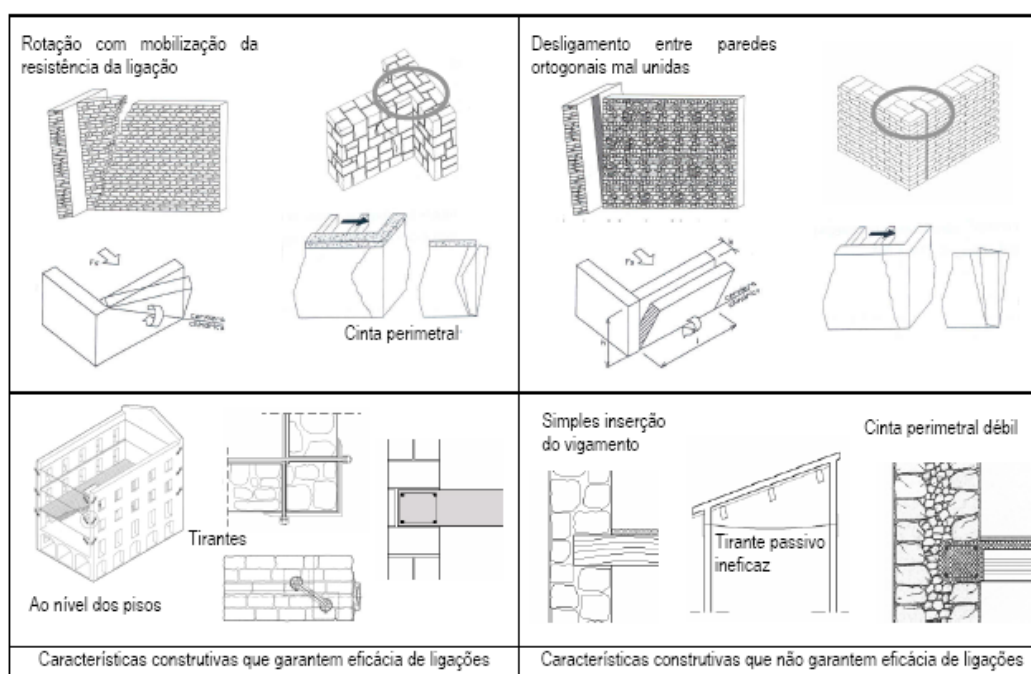 Rotação com mobilização da
resistência da ligação
Fs
Cinta perimetral
Desligamento entre paredes
ortogonais mal unidas
Fs
H
l
Tirantes
Ao nível dos pisos
Simples inserção
do vigamento
Tirante passivo
ineficaz
Cinta perimetral débil
Características construtivas que garantem eficácia de ligações
Características construtivas que não garantem eficácia de ligações